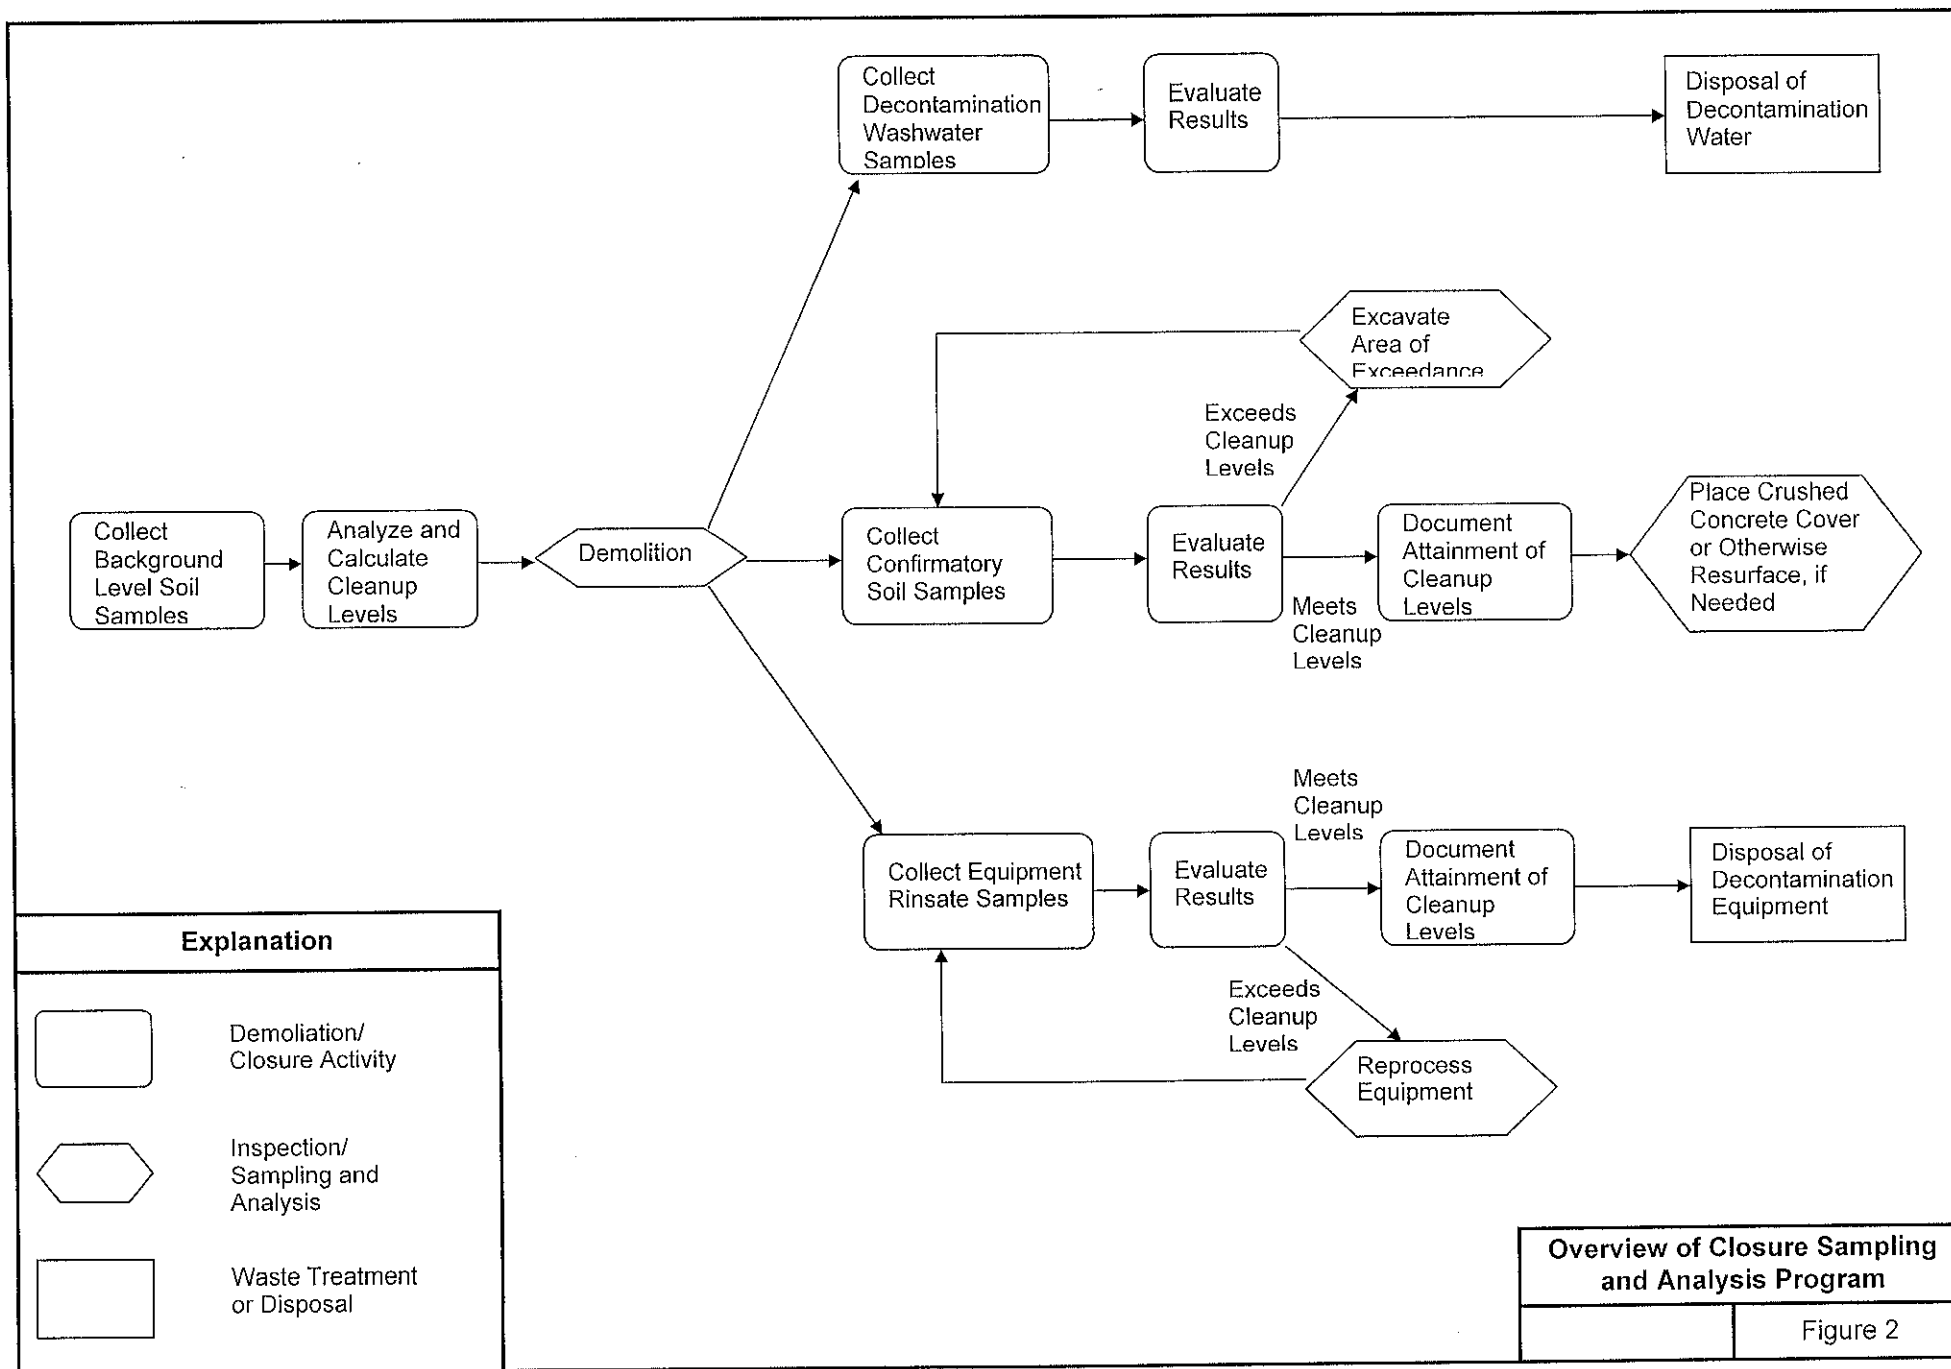 Collect
Decontamination
Washwater
Samples
Evaluate
Results
Disposal of
Decontamination
Water
Excavate
Area of
Exceedance
Exceeds
Cleanup
Levels
Collect
Background
Level Soil
Samples
Analyze and
Calculate
Cleanup
Levels
Demolition
Collect
Confirmatory
Soil Samples
Evaluate
Results
Meets
Cleanup
Levels
Document
Attainment of
Cleanup
Levels
Place Crushed
Concrete Cover
or Otherwise
Resurface, if
Needed
Collect Equipment
Rinsate Samples
Evaluate
Results
Meets
Cleanup
Levels
Document
Attainment of
Cleanup
Levels
Disposal of
Decontamination
Equipment
Exceeds
Cleanup
Levels
Reprocess
Equipment
Explanation
Demoliation/
Closure Activity
Inspection/
Sampling and
Analysis
Waste Treatment
or Disposal
Overview of Closure Sampling
and Analysis Program
Figure 2